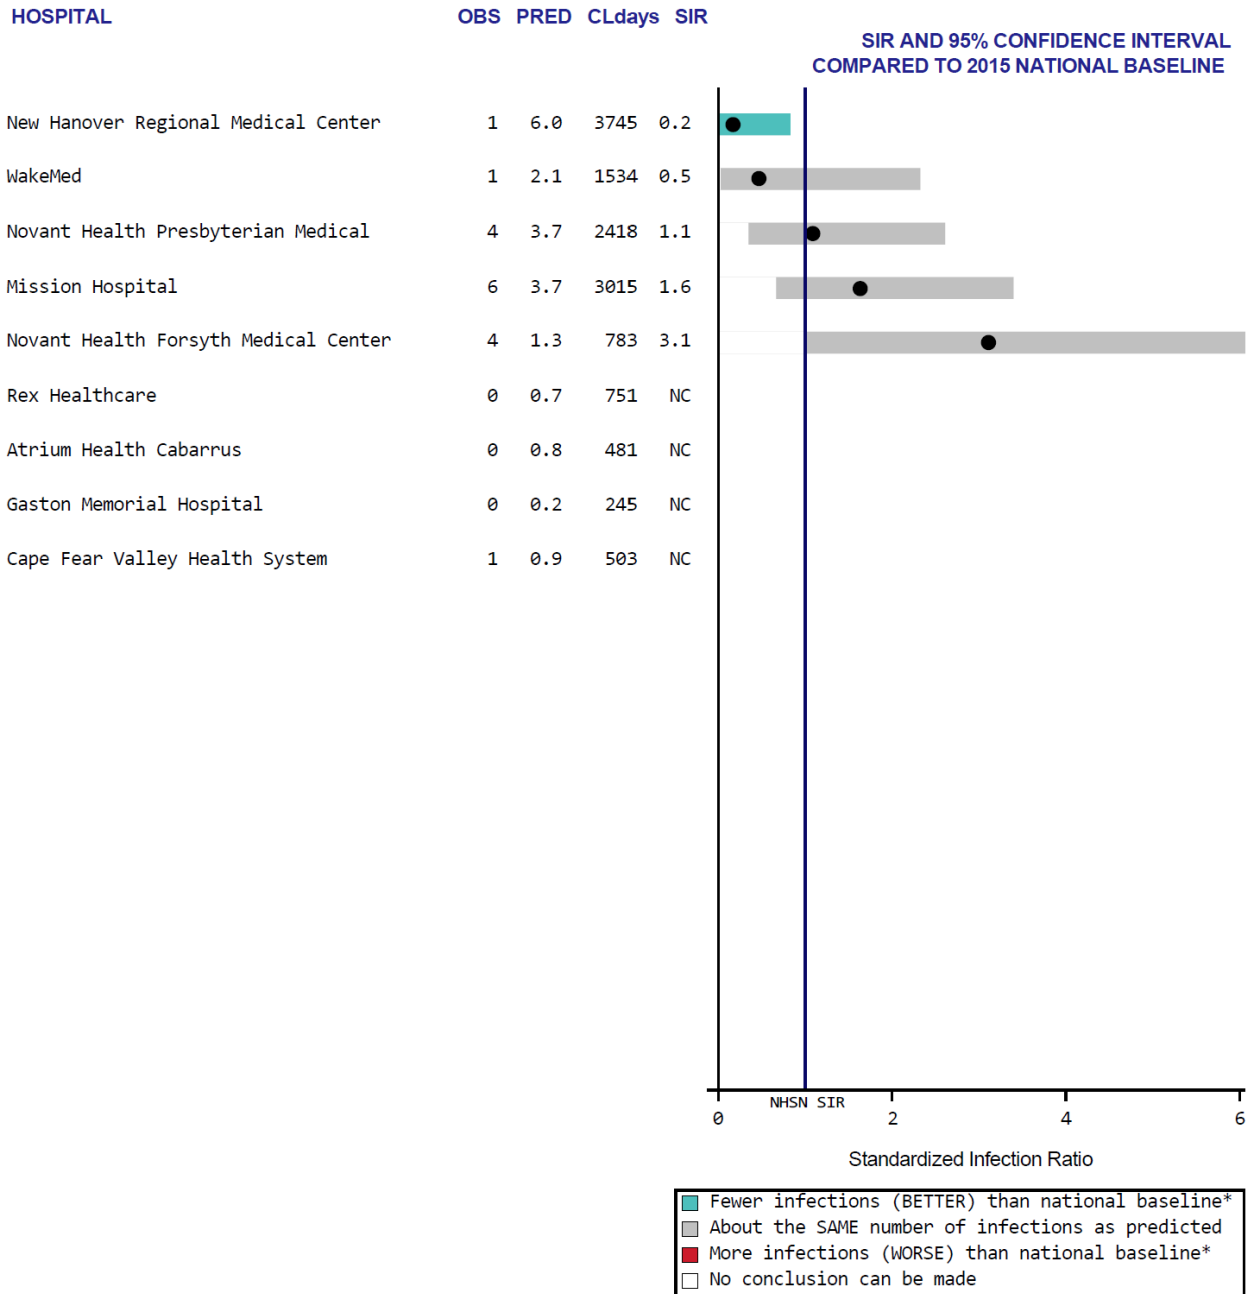 HOSPITAL OBS PRED CLdays SIR
SIR AND 95% CONFIDENCE INTERVAL
COMPARED TO 2015 NATIONAL BASELINE
New Hanover Regional Medical Center 1 6.0 3745 0.2
WakeMed 1 2.1 1534 0.5
Novant Health Presbyterian Medical 4 3.7 2418 1.1
Mission Hospital 6 3.7 3015 1.6
Novant Health Forsyth Medical Center 4 1.3 783 3.1
Rex Healthcare 0 0.7 751 NC
Atrium Health Cabarrus 0 0.8 481 NC
Gaston Memorial Hospital 0 0.2 245 NC
Cape Fear Valley Health System 1 0.9 503 NC
NHSN SIR
0 2 4 6
Standardized Infection Ratio
Fewer infections (BETTER) than national baseline*
About the SAME number of infections as predicted
More infections (WORSE) than national baseline*
No conclusion can be made